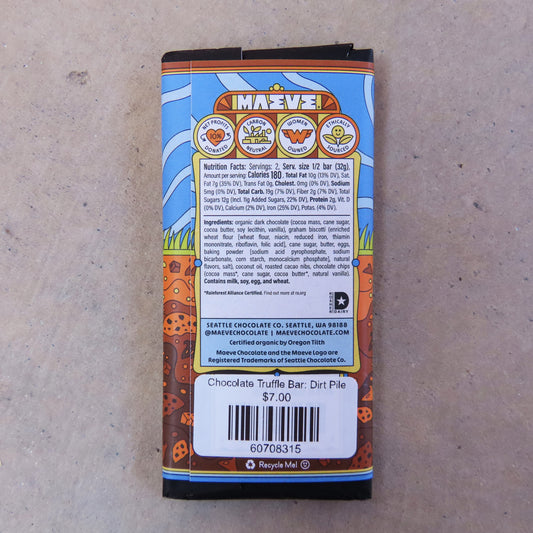 MAEVE
NET PROFITS
10%
DONATED
CARBON
NEUTRAL
WOMEN
OWNED
ETHICALLY
SOURCED
Nutrition Facts: Servings: 2, Serv. size 1/2 bar (32g),
Amount per serving: Calories 180, Total Fat 10g (13% DV), Sat.
Fat 7g (35% DV), Trans Fat 0g, Cholest. 0mg (0% DV), Sodium
5mg (0% DV), Total Carb. 19g (7% DV), Fiber 2g (7% DV), Total
Sugars 12g (Incl. 11g Added Sugars, 22% DV), Protein 2g, Vit. D
(0% DV), Calcium (2% DV), Iron (25% DV), Potas. (4% DV).
Ingredients: organic dark chocolate (cocoa mass, cane sugar,
cocoa butter, soy lecithin, vanilla), graham biscotti (enriched
wheat flour [wheat flour, niacin, reduced iron, thiamin
mononitrate, riboflavin, folic acid], cane sugar, butter, eggs,
baking powder [sodium acid pyrophosphate, sodium
bicarbonate, corn starch, monocalcium phosphate], natural
flavors, salt), coconut oil, roasted cacao nibs, chocolate chips
(cocoa mass*, cane sugar, cocoa butter*, natural vanilla).
Contains milk, soy, egg, and wheat.
*Rainforest Alliance Certified. Find out more at ra.org
D
DAIRY
SEATTLE CHOCOLATE CO. SEATTLE, WA 98188
@MAEVECHOCOLATE | MAEVECHOCOLATE.COM
Certified organic by Oregon Tilth
Maeve Chocolate and the Maeve Logo are
Registered Trademarks of Seattle Chocolate Co.
Chocolate Truffle Bar: Dirt Pile
$7.00
60708315
Recycle Me!